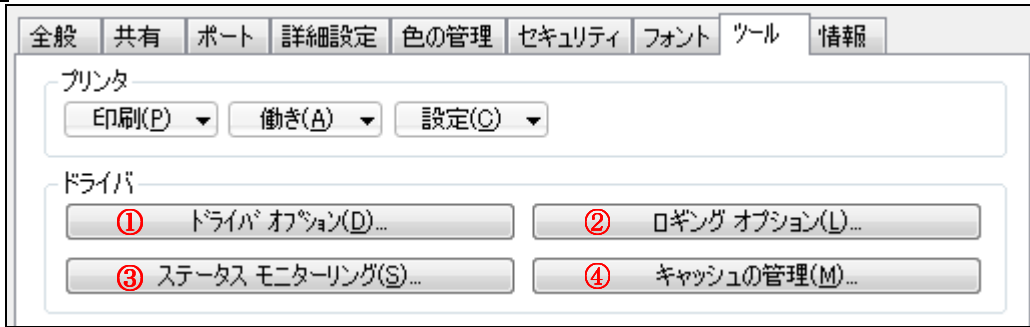 全般 共有 ポート 詳細設定 色の管理 セキュリティ フォント ツール 情報
プリンタ
印刷(P) 働き(A) 設定(C)
ドライバ
① ドライバ オプション(D)... ② ロギング オプション(L)...
③ ステータス モニターリング(S)... ④ キャッシュの管理(M)...